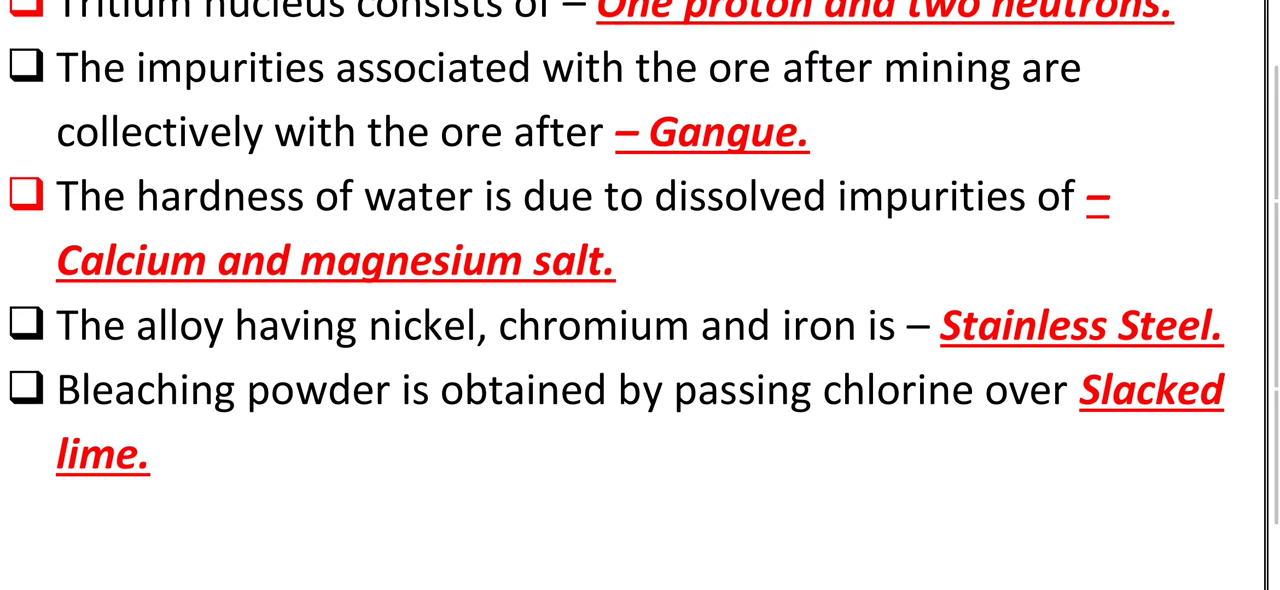 Tritium nucleus consists of – One proton and two neutrons.
The impurities associated with the ore after mining are
collectively with the ore after – Gangue.
The hardness of water is due to dissolved impurities of –
Calcium and magnesium salt.
The alloy having nickel, chromium and iron is – Stainless Steel.
Bleaching powder is obtained by passing chlorine over Slacked
lime.